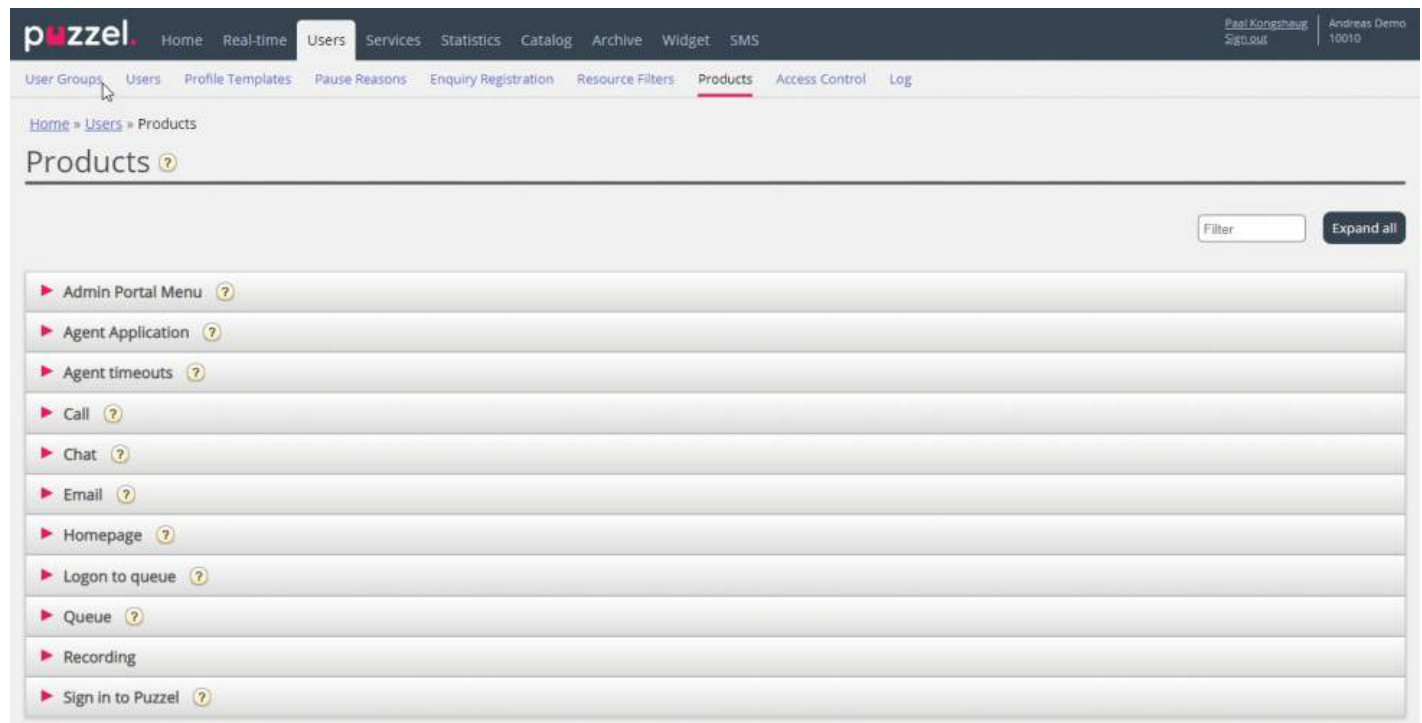 puzzel. Home Real-time Users Services Statistics Catalog Archive Widget SMS Paal Kongshaug Andreas Demo
Sign out 10010
User Groups Users Profile Templates Pause Reasons Enquiry Registration Resource Filters Products Access Control Log
Home » Users » Products
Products ?
Filter Expand all
Admin Portal Menu ?
Agent Application ?
Agent timeouts ?
Call ?
Chat ?
Email ?
Homepage ?
Logon to queue ?
Queue ?
Recording
Sign in to Puzzel ?